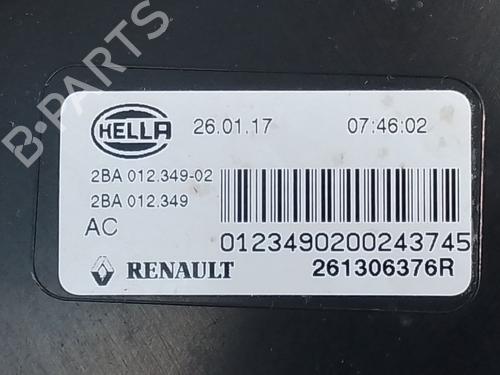 B-PARTS
HELLA 26.01.17 07:46:02
2BA 012.349-02
2BA 012.349
AC
0123490200243745
RENAULT 261306376R